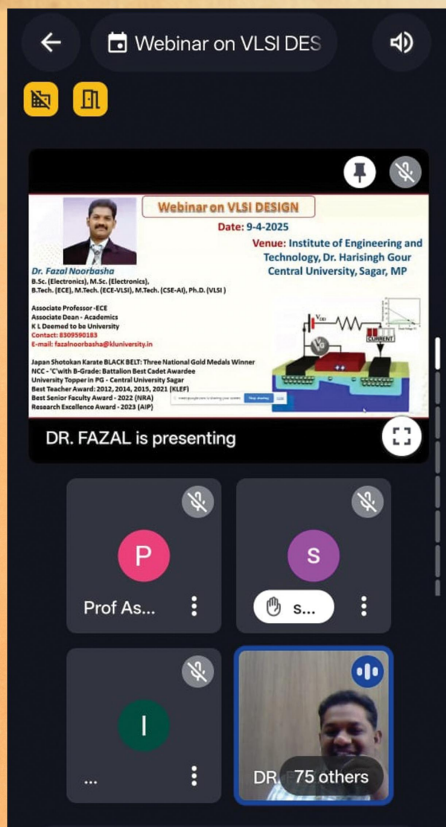 Webinar on VLSI DES
Webinar on VLSI DESIGN
Date: 9-4-2025
Venue: Institute of Engineering and
Technology, Dr. Harisingh Gour
Central University, Sagar, MP
Dr. Fazal Noorbasha
B.Sc. (Electronics), M.Sc. (Electronics),
B.Tech. (ECE), M.Tech. (ECE-VLSI), M.Tech. (CSE-AI), Ph.D. (VLSI )
Associate Professor -ECE
Associate Dean - Academics
K L Deemed to be University
Contact: 8309590183
E-mail: fazalnoorbasha@kluniversity.in
Japan Shotokan Karate BLACK BELT: Three National Gold Medals Winner
NCC - 'C'with B-Grade: Battalion Best Cadet Awardee
University Topper in PG - Central University Sagar
Best Teacher Award: 2012, 2014, 2015, 2021 (KLEF)
Best Senior Faculty Award - 2022 (NRA)
Research Excellence Award - 2023 (AIP)
VDD
VG
CURRENT
DR. FAZAL is presenting
P
Prof As...
s
s...
I
...
DR.
75 others